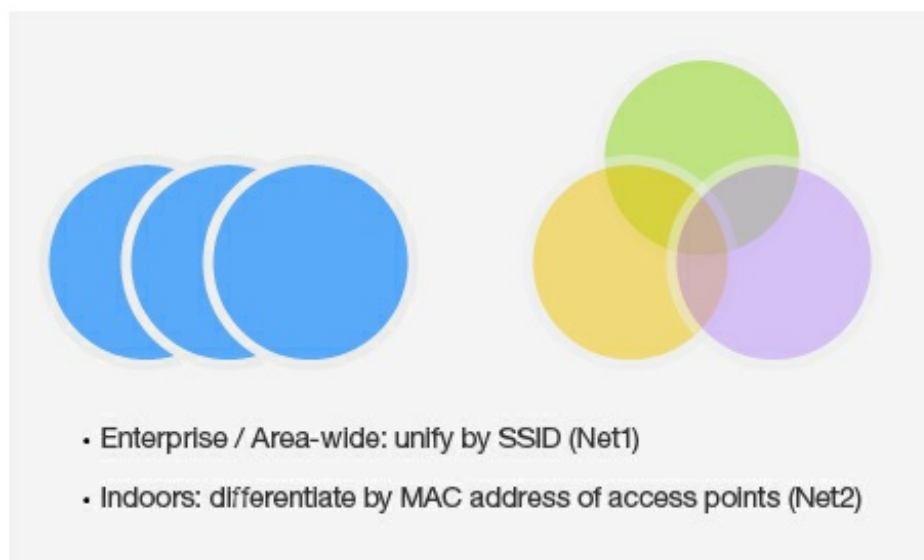 • Enterprise / Area-wide: unify by SSID (Net1)
• Indoors: differentiate by MAC address of access points (Net2)